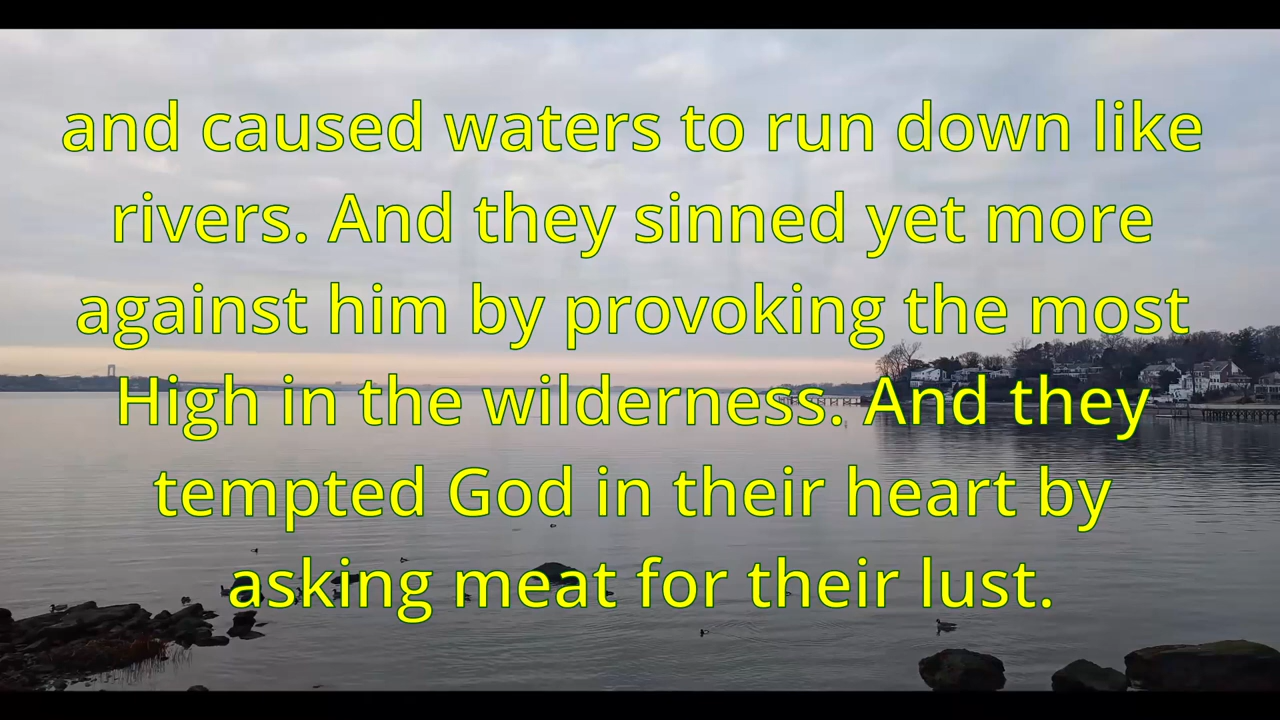 and caused waters to run down like
rivers. And they sinned yet more
against him by provoking the most
High in the wilderness. And they
tempted God in their heart by
asking meat for their lust.